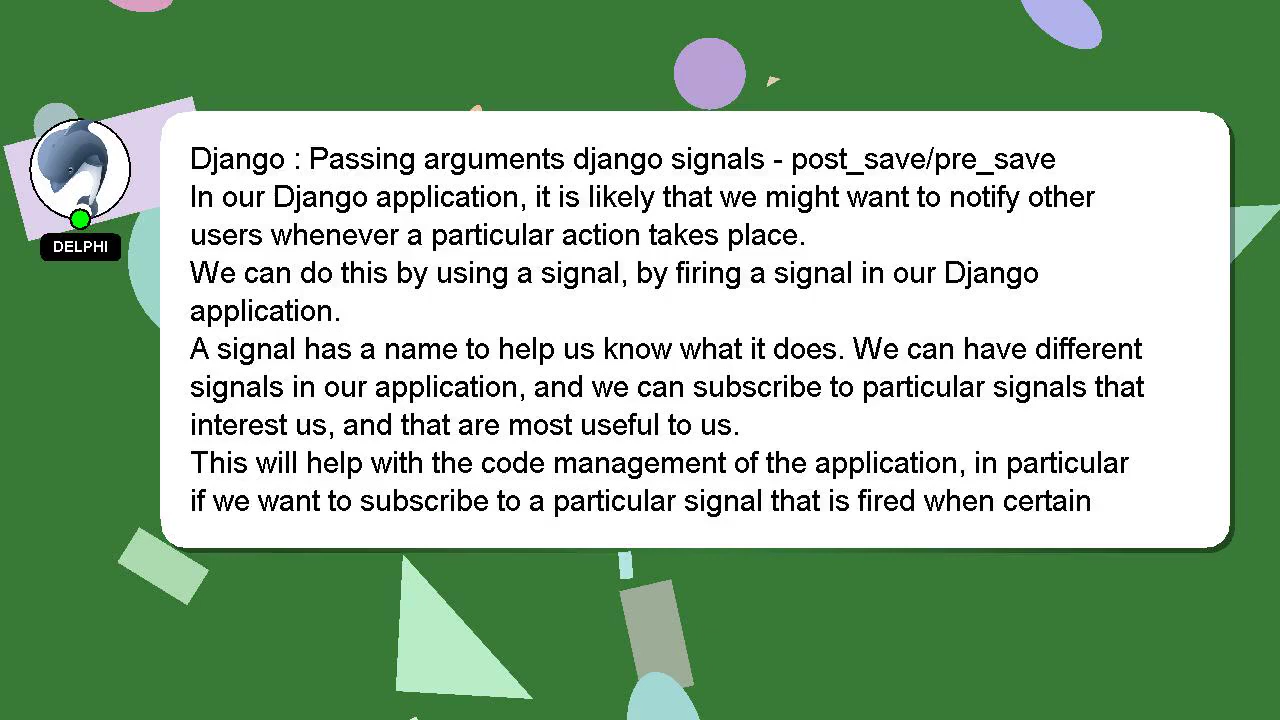 Django : Passing arguments django signals - post_save/pre_save
In our Django application, it is likely that we might want to notify other
users whenever a particular action takes place.
We can do this by using a signal, by firing a signal in our Django
application.
A signal has a name to help us know what it does. We can have different
signals in our application, and we can subscribe to particular signals that
interest us, and that are most useful to us.
This will help with the code management of the application, in particular
if we want to subscribe to a particular signal that is fired when certain
DELPHI